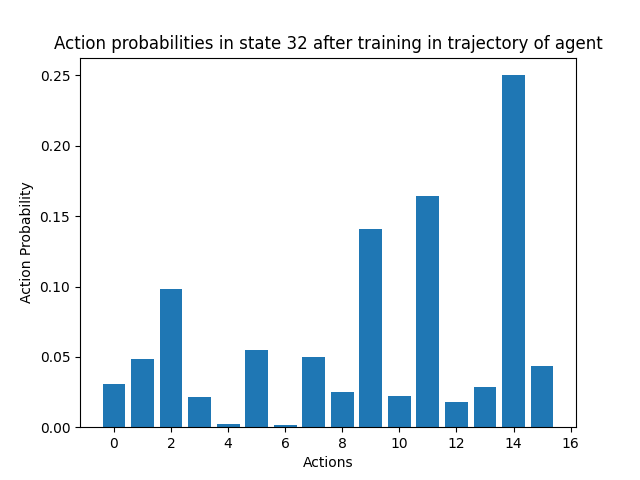 Action probabilities in state 32 after training in trajectory of agent
0.25
0.20
0.15
0.10
0.05
0.00
Action Probability
0 2 4 6 8 10 12 14 16
Actions